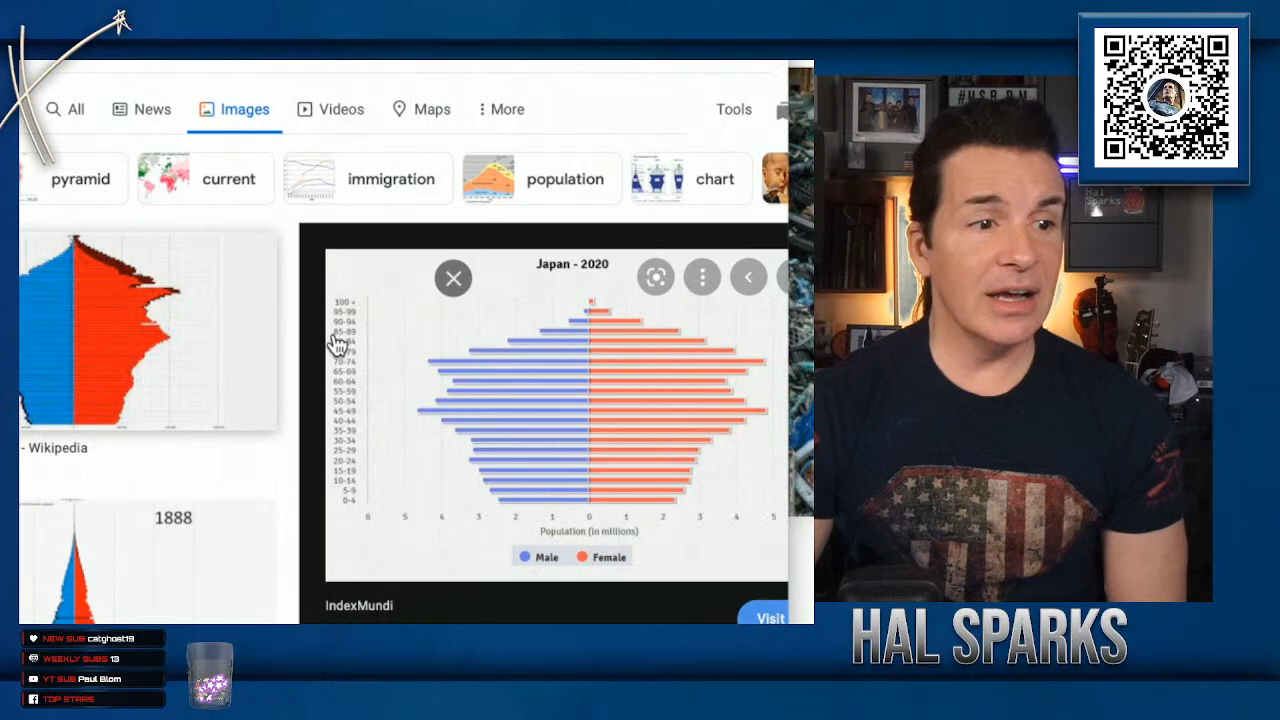 All
News
Images
Videos
Maps
More
Tools
pyramid
current
immigration
population
chart
- Wikipedia
1888
Japan - 2020
100 +
95-99
90-94
85-89
70-74
65-69
60-64
55-59
50-54
45-49
40-44
35-39
30-34
25-29
20-24
15-19
10-14
5-9
0-4
6 5 4 3 2 1 0 1 2 3 4 5
Population (in millions)
Male Female
IndexMundi
Visit
Hal Sparks
HAL SPARKS
NEW SUB catghost19
WEEKLY SUBS 13
YT SUB Paul Blom
TOP STARS